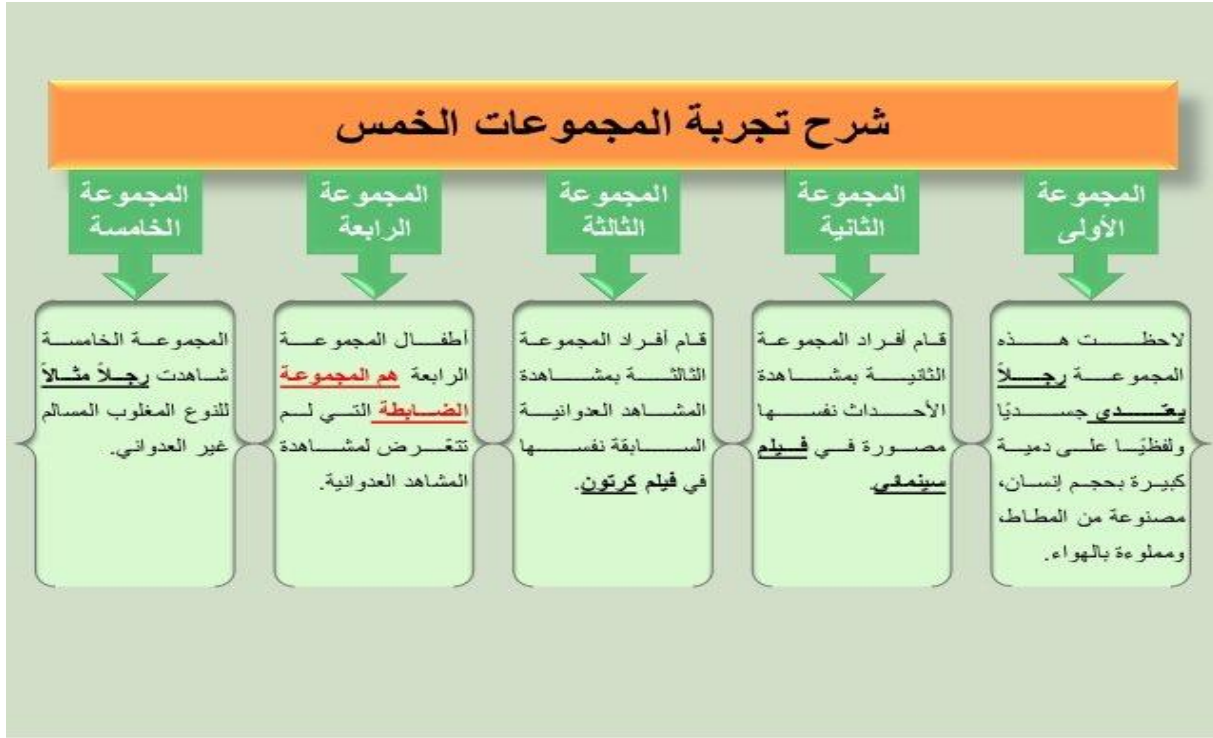 شرح تجربة المجموعات الخمس
المجموعة
الأولى
لاحظت هذه
المجموعة رجلاً
يعتدي جسديًا
ولفظيًا على دمية
كبيرة بحجم إنسان،
مصنوعة من المطاط،
ومملوءة بالهواء.
المجموعة
الثانية
قام أفراد المجموعة
الثانية بمشاهدة
الأحداث نفسها
مصورة في فيلم
سينمائي.
المجموعة
الثالثة
قام أفراد المجموعة
الثالثة بمشاهدة
المشاهد العدوانية
السابقة نفسها
في فيلم كرتون.
المجموعة
الرابعة
أطفال المجموعة
الرابعة هم المجموعة
الضابطة التي لم
تتعرض لمشاهدة
المشاهد العدوانية.
المجموعة
الخامسة
المجموعة الخامسة
شاهدت رجلاً مثالاً
للنوع المغلوب المسالم
غير العدواني.